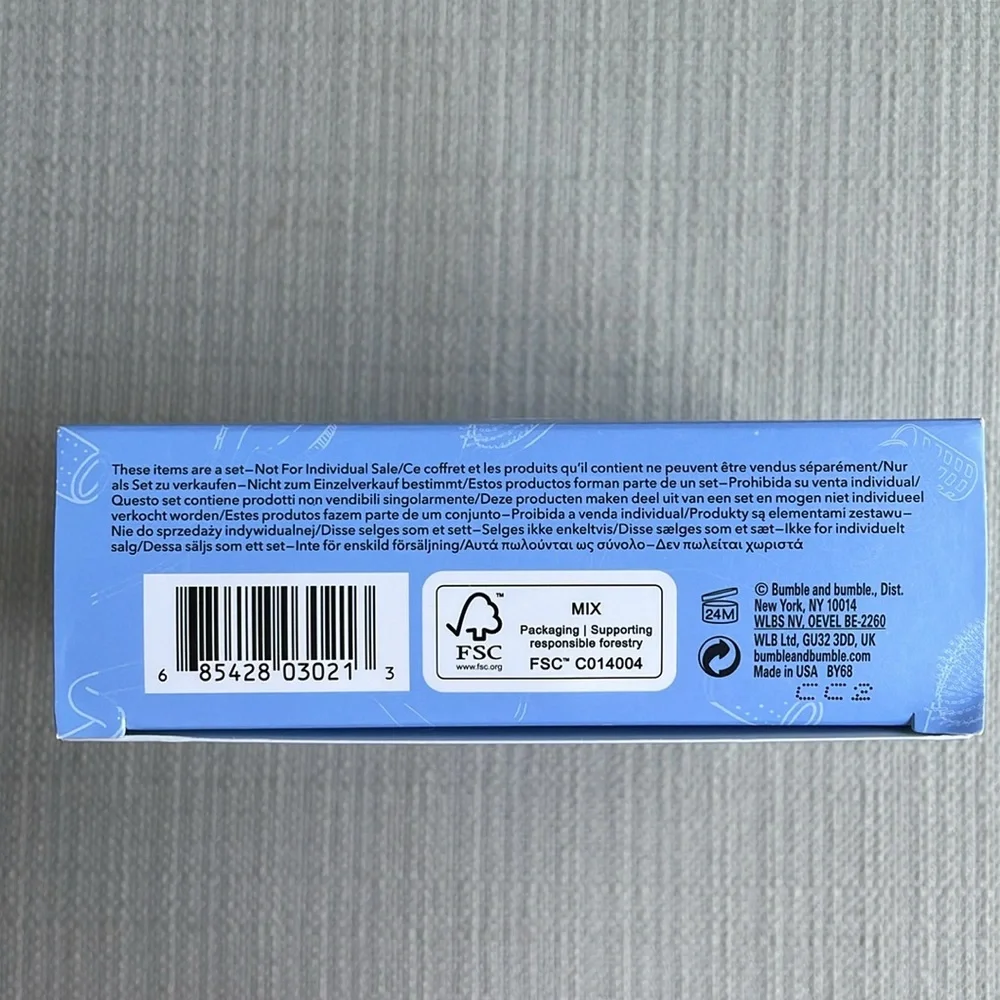 These items are a set–Not For Individual Sale/Ce coffret et les produits qu'il contient ne peuvent être vendus séparément/Nur
als Set zu verkaufen–Nicht zum Einzelverkauf bestimmt/Estos productos forman parte de un set–Prohibida su venta individual/
Questo set contiene prodotti non vendibili singolarmente/Deze producten maken deel uit van een set en mogen niet individueel
verkocht worden/Estes produtos fazem parte de um conjunto–Proibida a venda individual/Produkty są elementami zestawu–
Nie do sprzedaży indywidualnej/Disse selges som et sett–Selges ikke enkeltvis/Disse sælges som et sæt–Ikke for individuelt
salg/Dessa säljs som ett set–Inte för enskild försäljning/Αυτά πωλούνται ως σύνολο–Δεν πωλείται χωριστά
6 85428 03021 3
FSC™
www.fsc.org
MIX
Packaging | Supporting
responsible forestry
FSC™ C014004
24M
© Bumble and bumble., Dist.
New York, NY 10014
WLBS NV, OEVEL BE-2260
WLB Ltd, GU32 3DD, UK
bumbleandbumble.com
Made in USA BY68
CC2